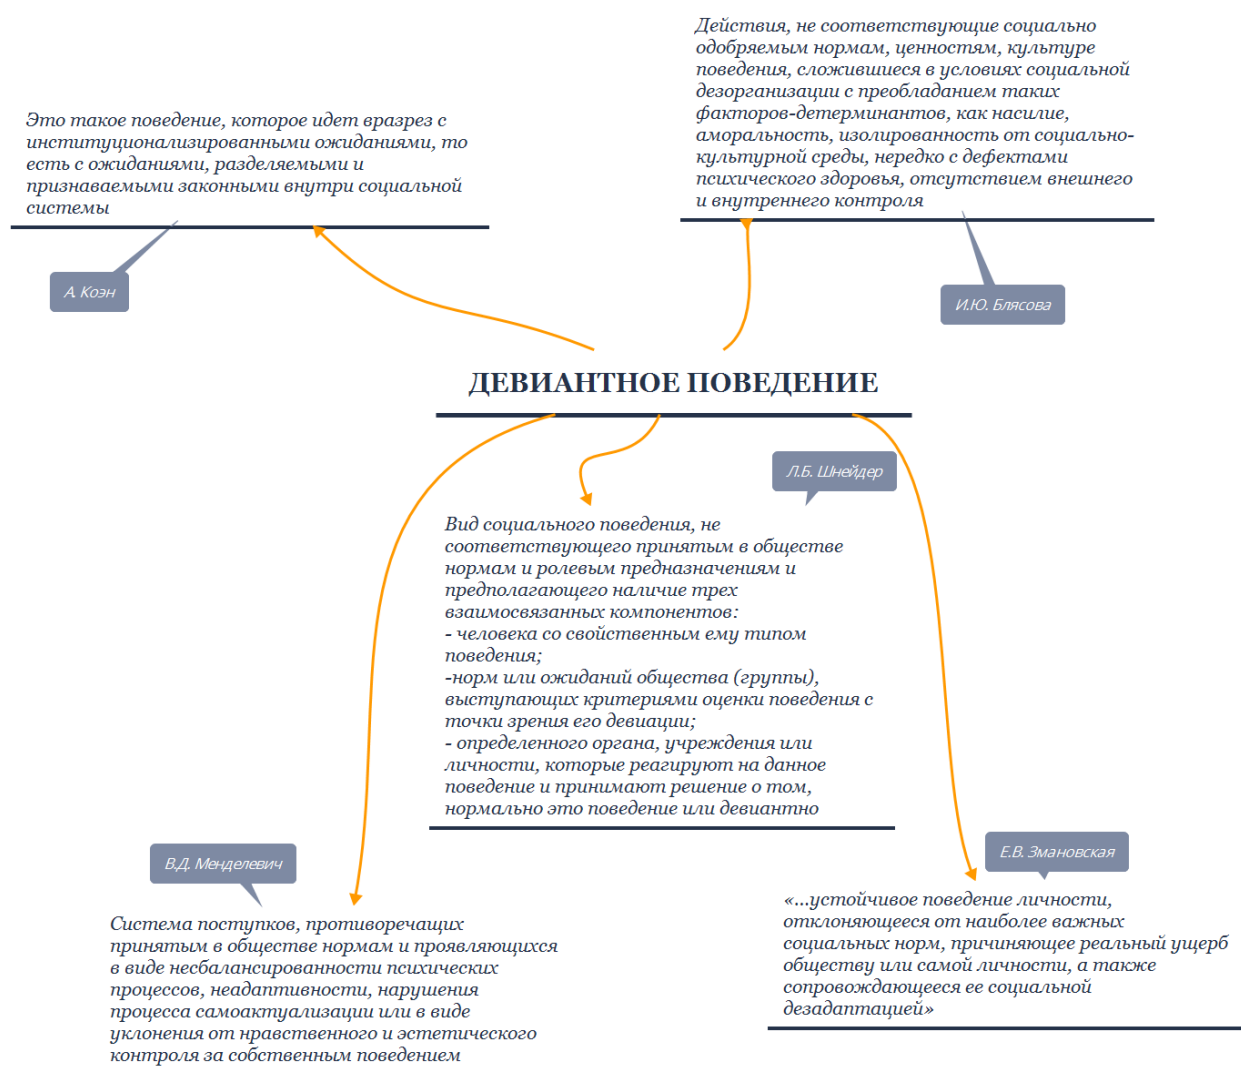 Действия, не соответствующие социально
одобряемым нормам, ценностям, культуре
поведения, сложившиеся в условиях социальной
дезорганизации с преобладанием таких
факторов-детерминантов, как насилие,
аморальность, изолированность от социально-
культурной среды, нередко с дефектами
психического здоровья, отсутствием внешнего
и внутреннего контроля
И.Ю. Блясова
Это такое поведение, которое идет вразрез с
институционализированными ожиданиями, то
есть с ожиданиями, разделяемыми и
признаваемыми законными внутри социальной
системы
А. Коэн
ДЕВИАНТНОЕ ПОВЕДЕНИЕ
Л.Б. Шнейдер
Вид социального поведения, не
соответствующего принятым в обществе
нормам и ролевым предназначениям и
предполагающего наличие трех
взаимосвязанных компонентов:
- человека со свойственным ему типом
поведения;
-норм или ожиданий общества (группы),
выступающих критериями оценки поведения с
точки зрения его девиации;
- определенного органа, учреждения или
личности, которые реагируют на данное
поведение и принимают решение о том,
нормально это поведение или девиантно
В.Д. Менделевич
Система поступков, противоречащих
принятым в обществе нормам и проявляющихся
в виде несбалансированности психических
процессов, неадаптивности, нарушения
процесса самоактуализации или в виде
уклонения от нравственного и эстетического
контроля за собственным поведением
Е.В. Змановская
«...устойчивое поведение личности,
отклоняющееся от наиболее важных
социальных норм, причиняющее реальный ущерб
обществу или самой личности, а также
сопровождающееся ее социальной
дезадаптацией»